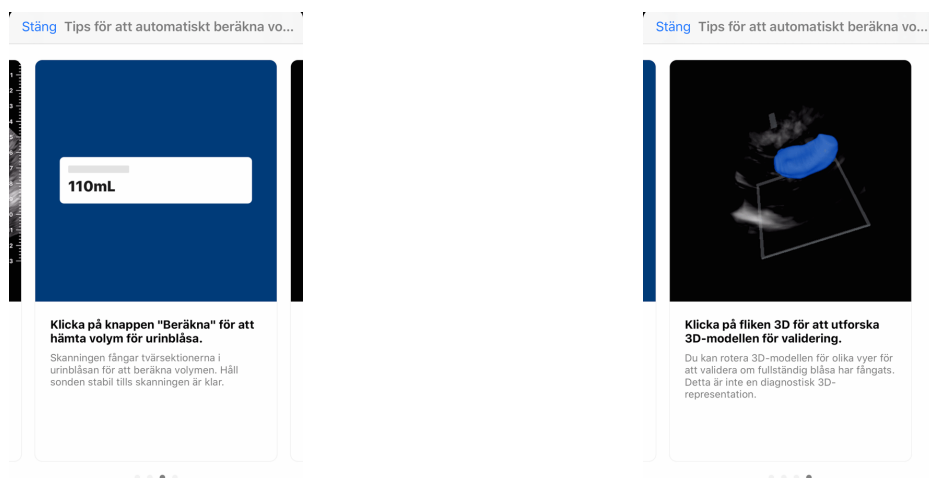 Stäng Tips för att automatiskt beräkna vo...
110mL
Klicka på knappen "Beräkna" för att
hämta volym för urinblåsa.
Skanningen fångar tvärsektionerna i
urinblåsan för att beräkna volymen. Håll
sonden stabil tills skanningen är klar.
Stäng Tips för att automatiskt beräkna vo...
Klicka på fliken 3D för att utforska
3D-modellen för validering.
Du kan rotera 3D-modellen för olika vyer för
att validera om fullständig blåsa har fångats.
Detta är inte en diagnostisk 3D-
representation.